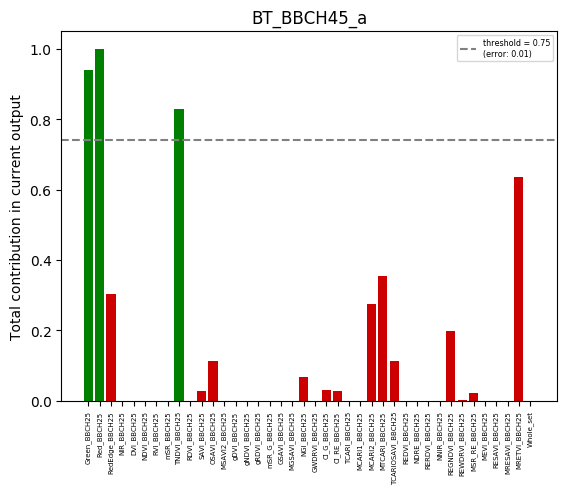 BT_BBCH45_a
threshold = 0.75
(error: 0.01)
Total contribution in current output
1.0
0.8
0.6
0.4
0.2
0.0
Green_BBCH25
Red_BBCH25
RedEdge_BBCH25
NIR_BBCH25
DVI_BBCH25
NDVI_BBCH25
RVI_BBCH25
mSR_BBCH25
TNDVI_BBCH25
RDVI_BBCH25
SAVI_BBCH25
OSAVI_BBCH25
MSAVI2_BBCH25
gDVI_BBCH25
gNDVI_BBCH25
gRDVI_BBCH25
mSR_G_BBCH25
GSAVI_BBCH25
MGSAVI_BBCH25
NGI_BBCH25
GWDRVI_BBCH25
CI_G_BBCH25
CI_RE_BBCH25
TCARI_BBCH25
MCARI1_BBCH25
MCARI2_BBCH25
MTCARI_BBCH25
TCARIOSAVI_BBCH25
REDVI_BBCH25
NDRE_BBCH25
RERDVI_BBCH25
NNIR_BBCH25
REGNDVI_BBCH25
REWDRVI_BBCH25
MSR_RE_BBCH25
MEVI_BBCH25
RESAVI_BBCH25
MRESAVI_BBCH25
MRETVI_BBCH25
Whole_set